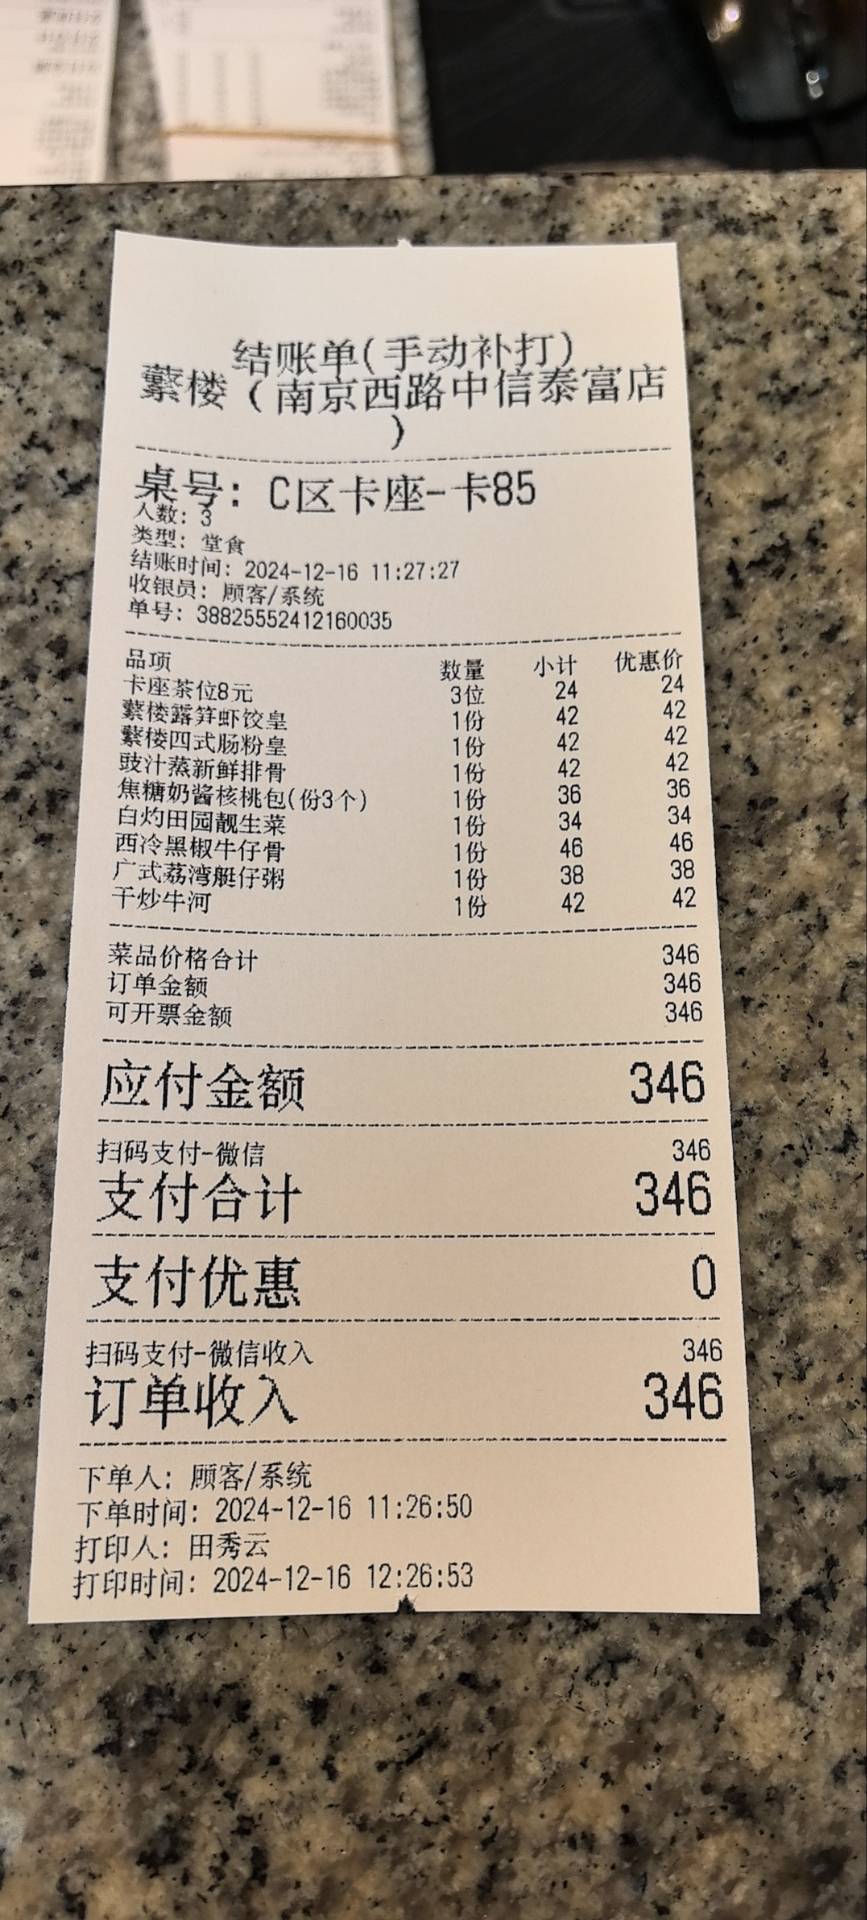 结账单(手动补打)
蘩楼（南京西路中信泰富店
）
桌号: C区卡座-卡85
人数: 3
类型: 堂食
结账时间: 2024-12-16 11:27:27
收银员: 顾客/系统
单号: 38825552412160035
品项 数量 小计 优惠价
卡座茶位8元 3位 24 24
蘩楼露笋虾饺皇 1份 42 42
蘩楼四式肠粉皇 1份 42 42
豉汁蒸新鲜排骨 1份 42 42
焦糖奶酱核桃包(份3个) 1份 36 36
白灼田园靓生菜 1份 34 34
西冷黑椒牛仔骨 1份 46 46
广式荔湾艇仔粥 1份 38 38
干炒牛河 1份 42 42
菜品价格合计 346
订单金额 346
可开票金额 346
应付金额 346
扫码支付-微信 346
支付合计 346
支付优惠 0
扫码支付-微信收入 346
订单收入 346
下单人: 顾客/系统
下单时间: 2024-12-16 11:26:50
打印人: 田秀云
打印时间: 2024-12-16 12:26:53